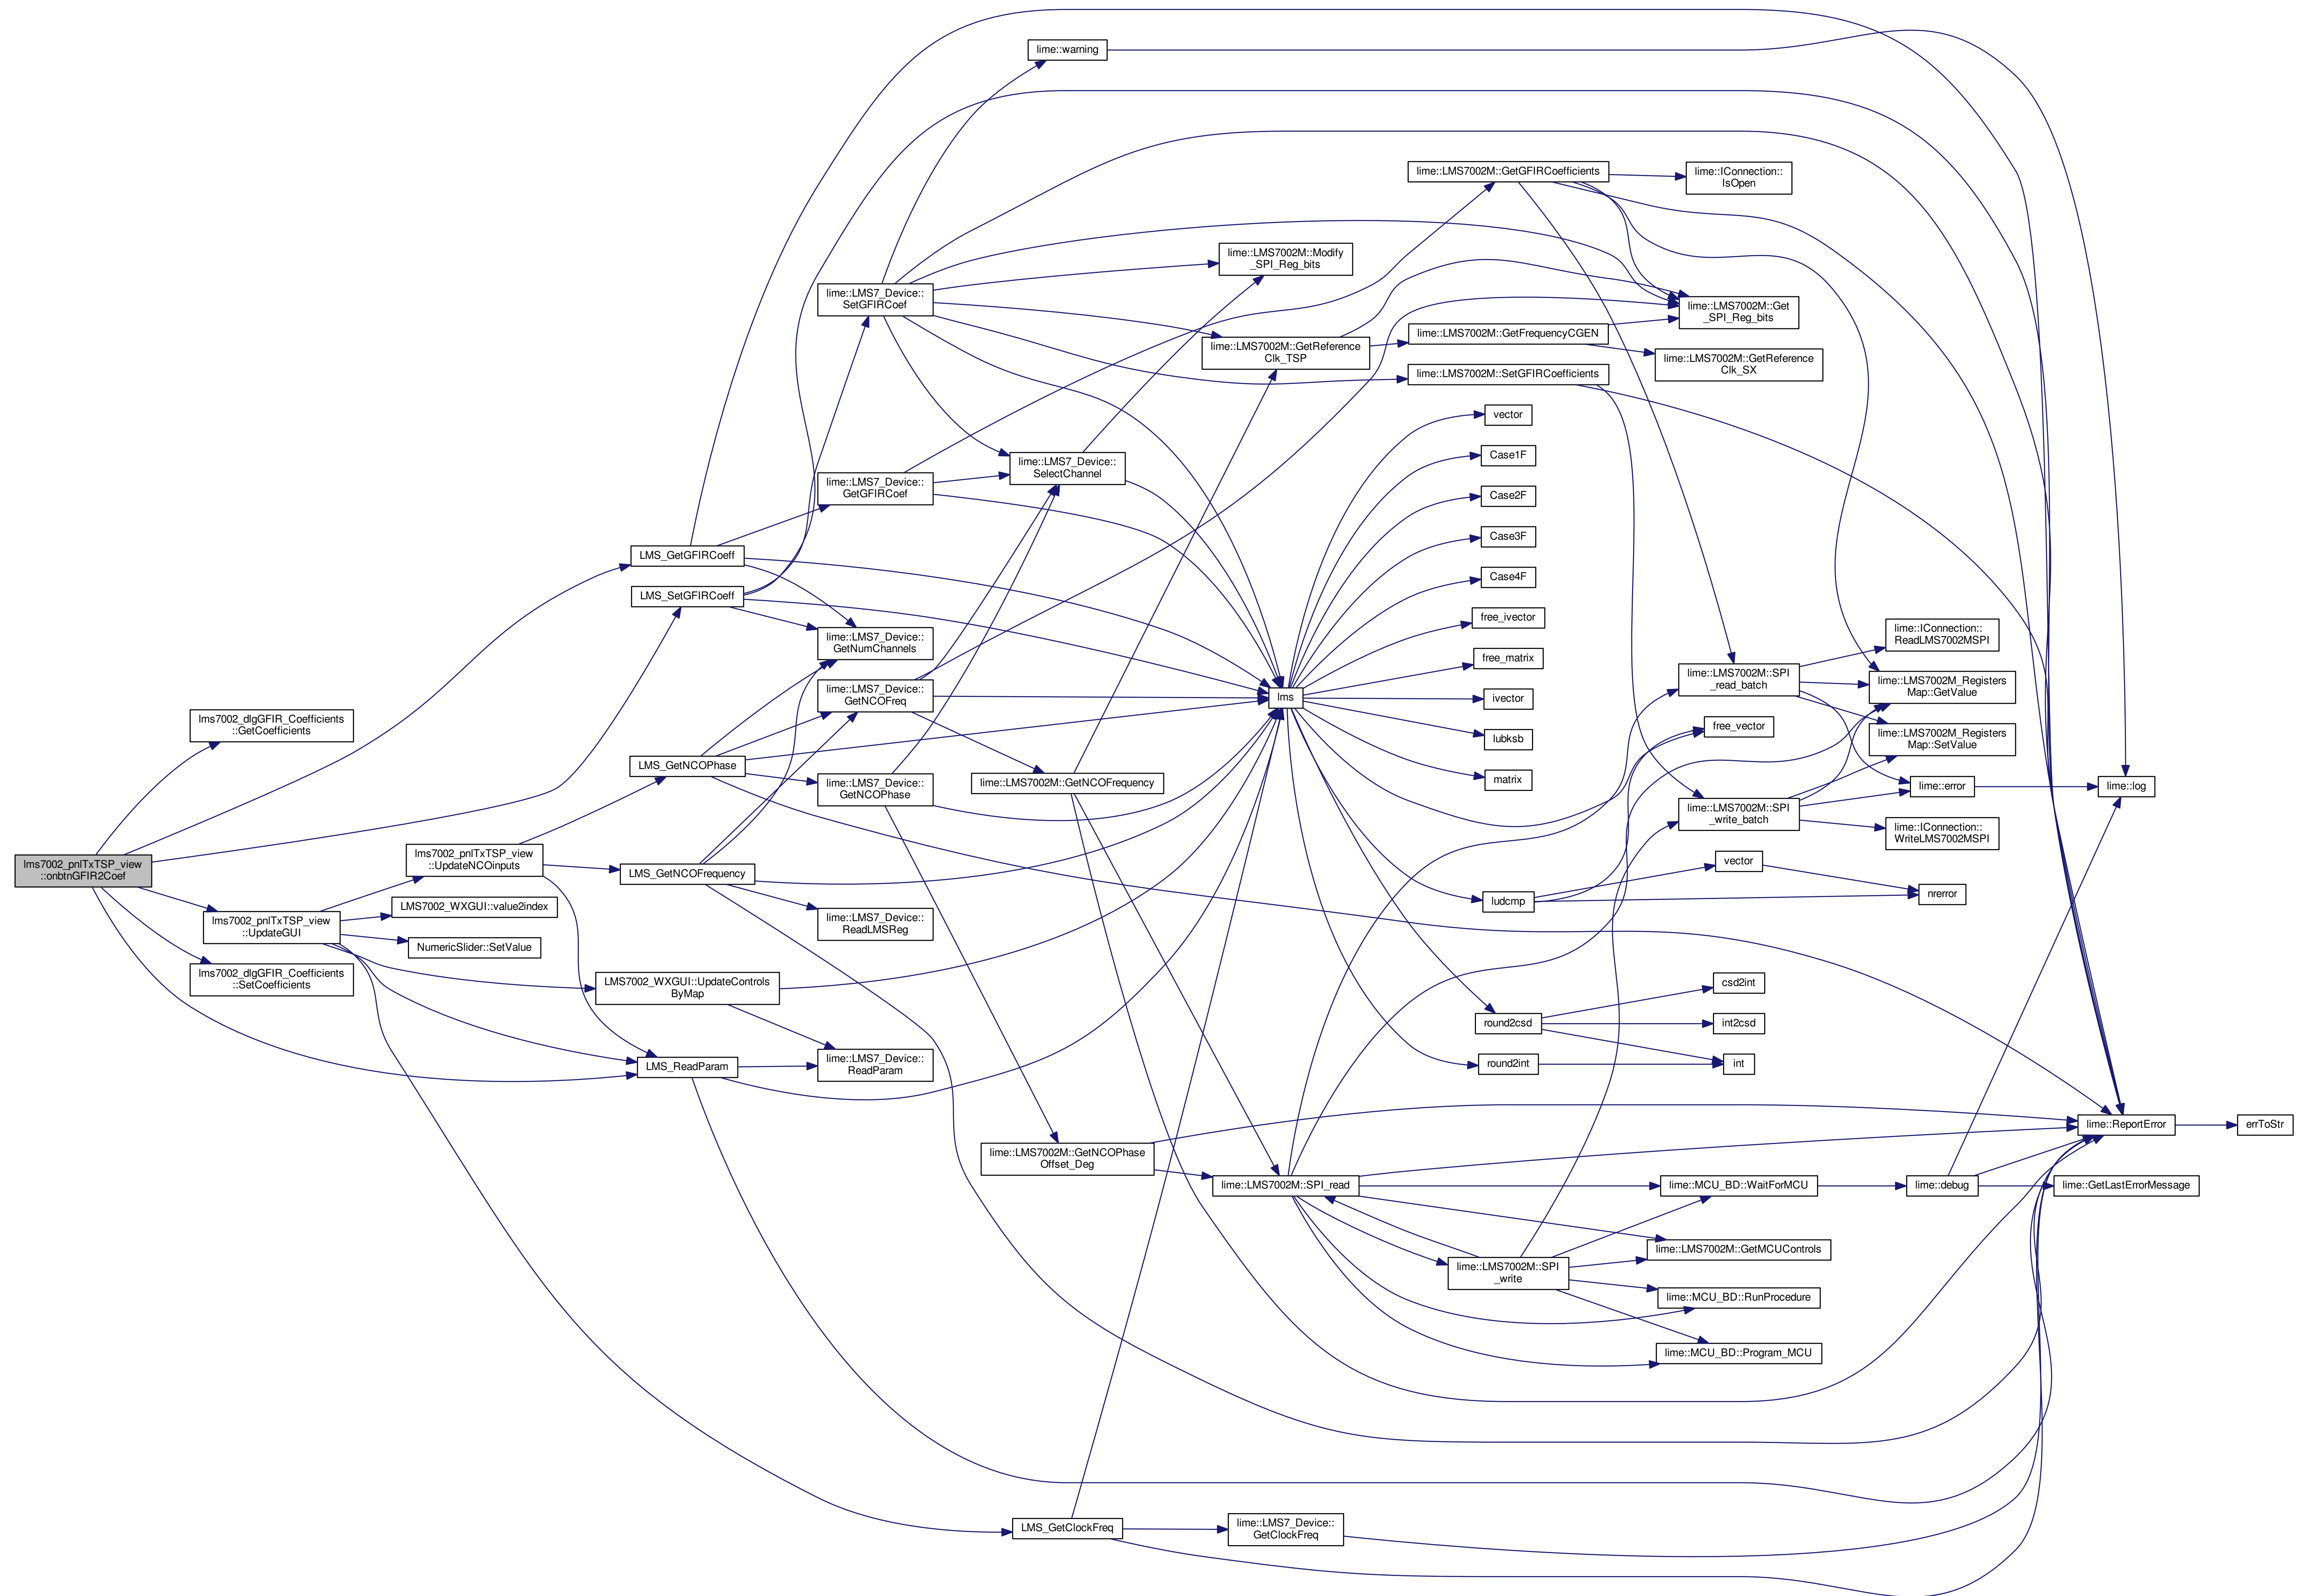 lime::warning
lime::LMS7002M::GetGFIRCoefficients
lime::IConnection::
IsOpen
lime::LMS7002M::Modify
_SPI_Reg_bits
lime::LMS7_Device::
SetGFIRCoef
lime::LMS7002M::Get
_SPI_Reg_bits
lime::LMS7002M::GetFrequencyCGEN
lime::LMS7002M::GetReference
Clk_TSP
lime::LMS7002M::GetReference
Clk_SX
lime::LMS7002M::SetGFIRCoefficients
vector
Case1F
lime::LMS7_Device::
SelectChannel
lime::LMS7_Device::
GetGFIRCoef
Case2F
Case3F
LMS_GetGFIRCoeff
Case4F
LMS_SetGFIRCoeff
free_ivector
lime::IConnection::
ReadLMS7002MSPI
lime::LMS7_Device::
GetNumChannels
free_matrix
lime::LMS7002M::SPI
_read_batch
lime::LMS7002M_Registers
Map::GetValue
lime::LMS7_Device::
GetNCOFreq
lms
ivector
lms7002_dlgGFIR_Coefficients
::GetCoefficients
free_vector
lubksb
lime::LMS7002M_Registers
Map::SetValue
LMS_GetNCOPhase
matrix
lime::LMS7_Device::
GetNCOPhase
lime::LMS7002M::GetNCOFrequency
lime::error
lime::log
lime::LMS7002M::SPI
_write_batch
lime::IConnection::
WriteLMS7002MSPI
lms7002_pnlTxTSP_view
::onbtnGFIR2Coef
lms7002_pnlTxTSP_view
::UpdateNCOinputs
LMS_GetNCOFrequency
vector
nrerror
ludcmp
LMS7002_WXGUI::value2index
lms7002_pnlTxTSP_view
::UpdateGUI
lime::LMS7_Device::
ReadLMSReg
NumericSlider::SetValue
lms7002_dlgGFIR_Coefficients
::SetCoefficients
LMS7002_WXGUI::UpdateControls
ByMap
csd2int
round2csd
int2csd
LMS_ReadParam
lime::LMS7_Device::
ReadParam
round2int
int
lime::ReportError
errToStr
lime::LMS7002M::GetNCOPhase
Offset_Deg
lime::LMS7002M::SPI_read
lime::MCU_BD::WaitForMCU
lime::debug
lime::GetLastErrorMessage
lime::LMS7002M::GetMCUControls
lime::LMS7002M::SPI
_write
lime::MCU_BD::RunProcedure
lime::MCU_BD::Program_MCU
LMS_GetClockFreq
lime::LMS7_Device::
GetClockFreq